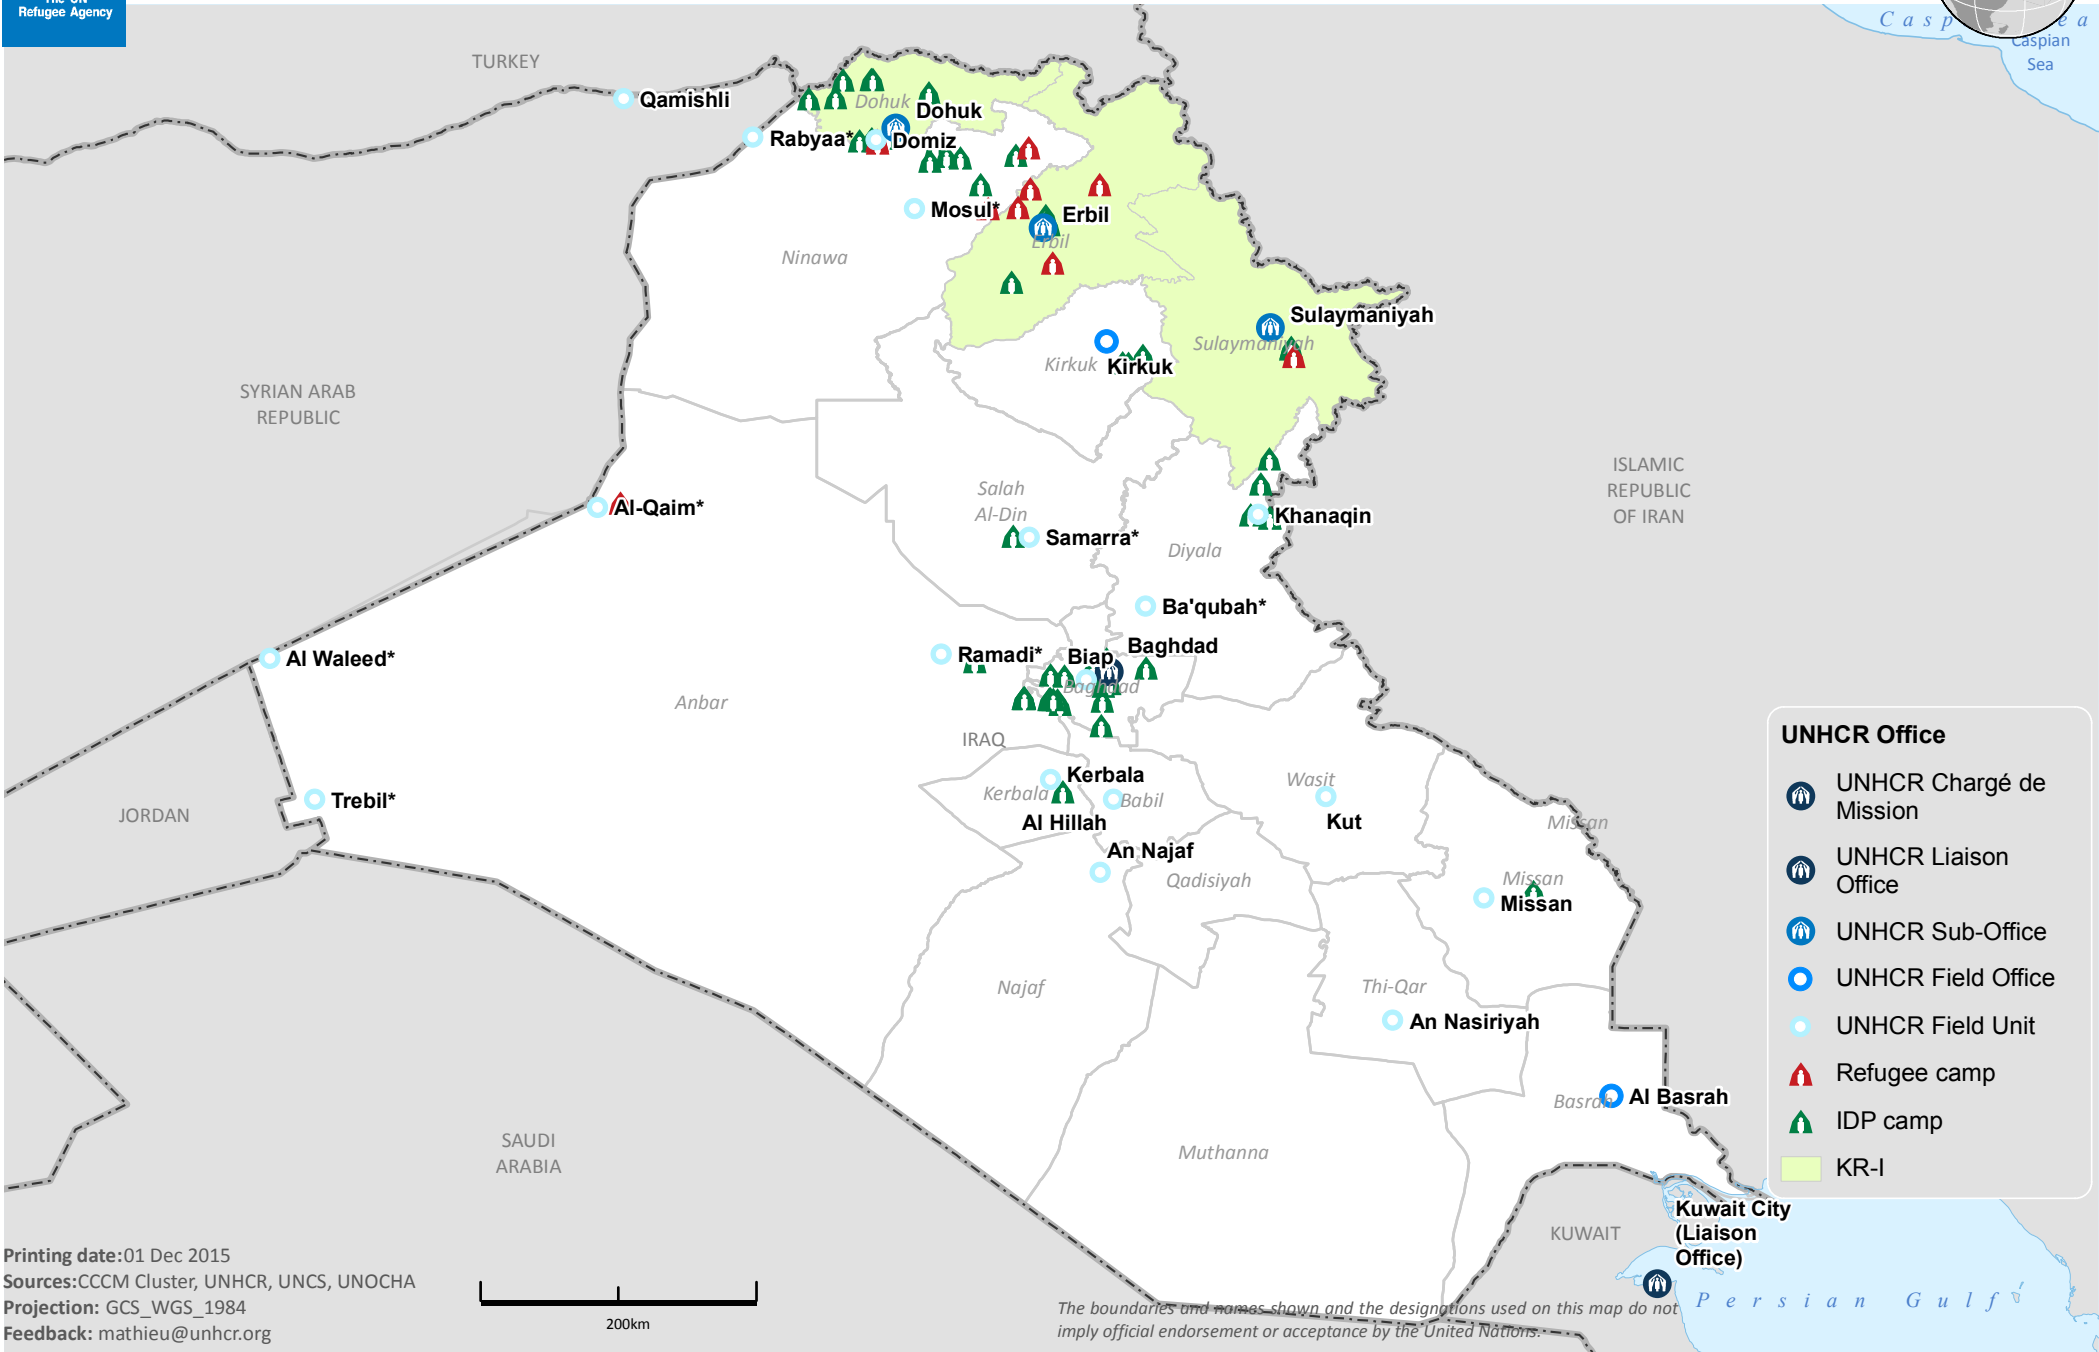 The UN
Refugee Agency
Caspian
Sea
TURKEY
Qamishli
Dohuk
Dohuk
Rabyaa*
Domiz
Mosul*
Erbil
Erbil
Ninawa
Sulaymaniyah
Sulaymaniyah
Kirkuk
Kirkuk
SYRIAN ARAB
REPUBLIC
ISLAMIC
REPUBLIC
OF IRAN
Salah
Al-Din
Al-Qaim*
Khanaqin
Samarra*
Diyala
Ba'qubah*
Baghdad
Ramadi*
Biap
Al Waleed*
Baghdad
Anbar
IRAQ
Kerbala
Kerbala
Babil
Wasit
Trebil*
JORDAN
Al Hillah
Kut
Missan
An Najaf
Qadisiyah
Missan
Missan
Najaf
Thi-Qar
An Nasiriyah
Basrah
Al Basrah
SAUDI
ARABIA
Muthanna
KUWAIT
Kuwait City
(Liaison
Office)
Persian Gulf
UNHCR Office
UNHCR Chargé de
Mission
UNHCR Liaison
Office
UNHCR Sub-Office
UNHCR Field Office
UNHCR Field Unit
Refugee camp
IDP camp
KR-I
Printing date:01 Dec 2015
Sources:CCCM Cluster, UNHCR, UNCS, UNOCHA
Projection: GCS_WGS_1984
Feedback: mathieu@unhcr.org
200km
The boundaries and names shown and the designations used on this map do not
imply official endorsement or acceptance by the United Nations.